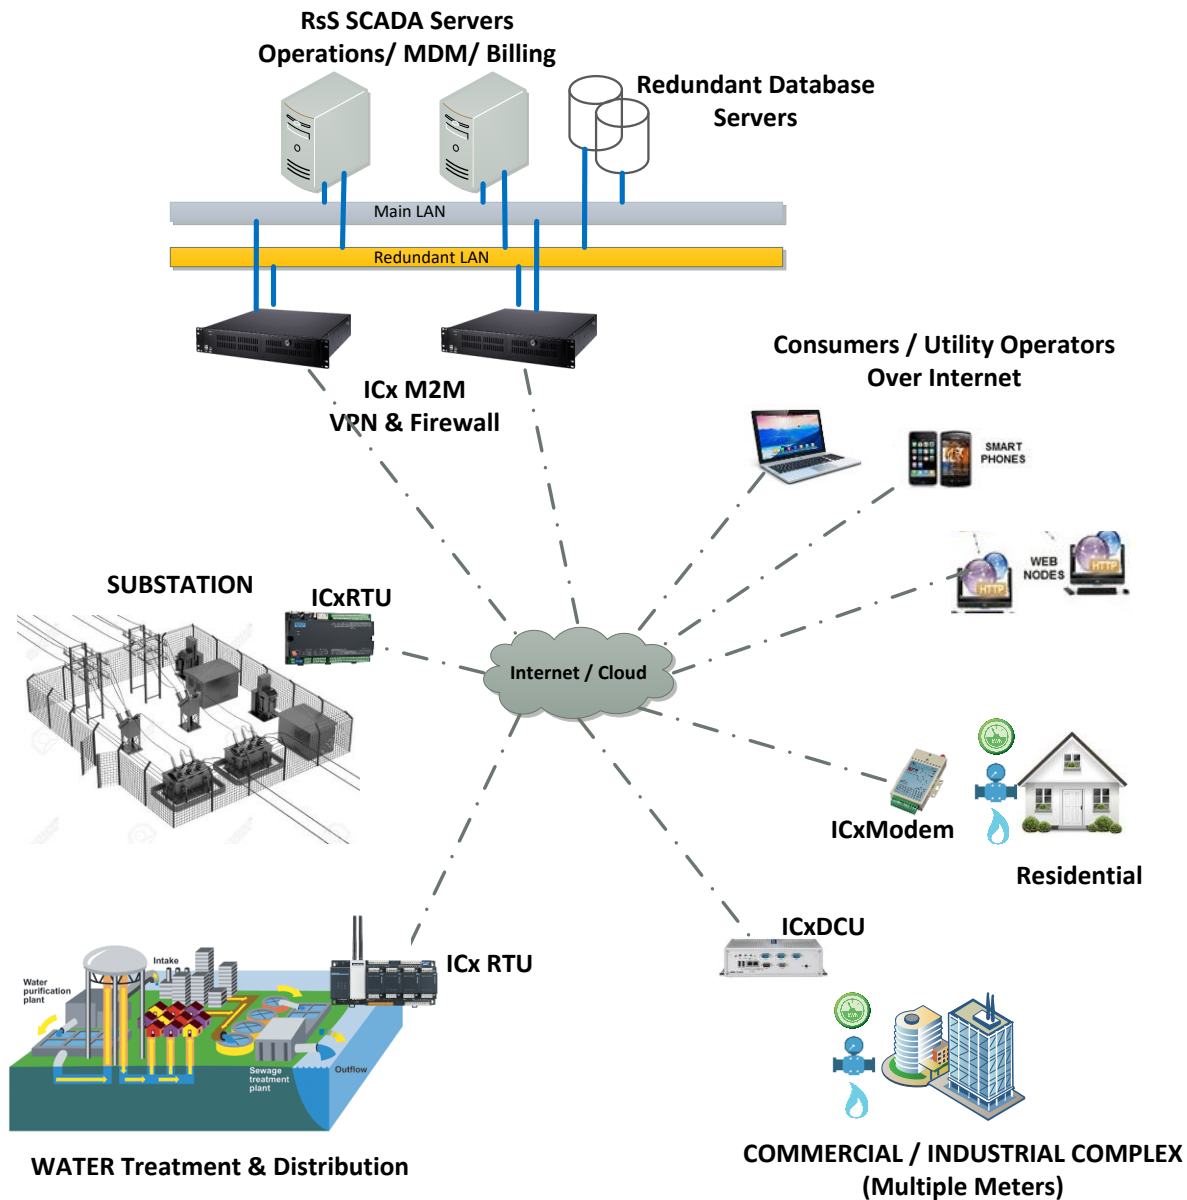 RsS SCADA Servers
Operations/ MDM/ Billing
Redundant Database
Servers
Main LAN
Redundant LAN
ICx M2M
VPN & Firewall
Consumers / Utility Operators
Over Internet
SMART
PHONES
WEB
NODES
HTTP
HTTP
SUBSTATION
ICxRTU
Internet / Cloud
ICxModem
Residential
ICxDCU
ICx RTU
Intake
Water
purification
plant
Sewage
treatment
plant
Outflow
WATER Treatment & Distribution
COMMERCIAL / INDUSTRIAL COMPLEX
(Multiple Meters)